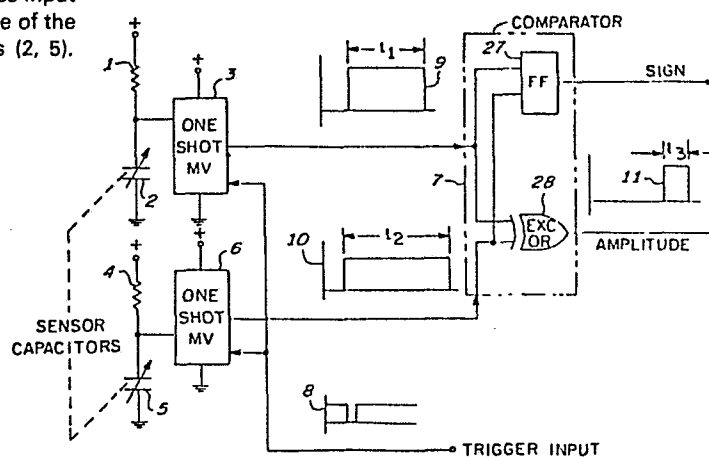 ss input
e of the
s (2, 5).
+
1
2
3
+
ONE
SHOT
MV
t1
9
COMPARATOR
27
FF
SIGN
7
t3
11
28
EXC
OR
AMPLITUDE
+
4
5
6
+
ONE
SHOT
MV
10
t2
SENSOR
CAPACITORS
8
TRIGGER INPUT